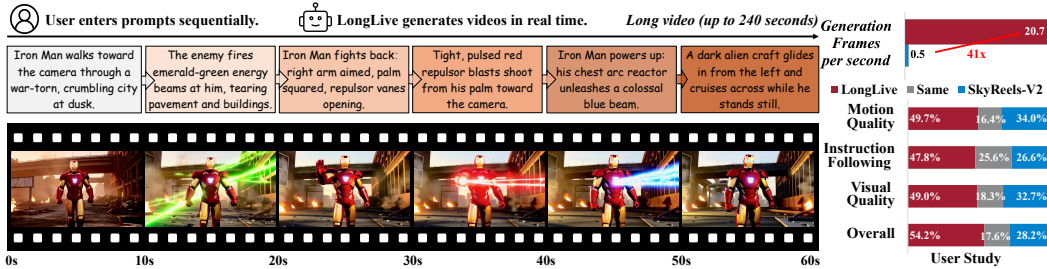 User enters prompts sequentially.
LongLive generates videos in real time.
Long video (up to 240 seconds)
Iron Man walks toward
the camera through a
war-torn, crumbling city
at dusk.
The enemy fires
emerald-green energy
beams at him, tearing
pavement and buildings.
Iron Man fights back:
right arm aimed, palm
squared, repulsor vanes
opening.
Tight, pulsed red
repulsor blasts shoot
from his palm toward
the camera.
Iron Man powers up:
his chest arc reactor
unleashes a colossal
blue beam.
A dark alien craft glides
in from the left and
cruises across while he
stands still.
0s 10s 20s 30s 40s 50s 60s
Generation
Frames
per second
20.7
0.5
41x
LongLive Same SkyReels-V2
Motion
Quality
49.7% 16.4% 34.0%
Instruction
Following
47.8% 25.6% 26.6%
Visual
Quality
49.0% 18.3% 32.7%
Overall
54.2% 17.6% 28.2%
User Study